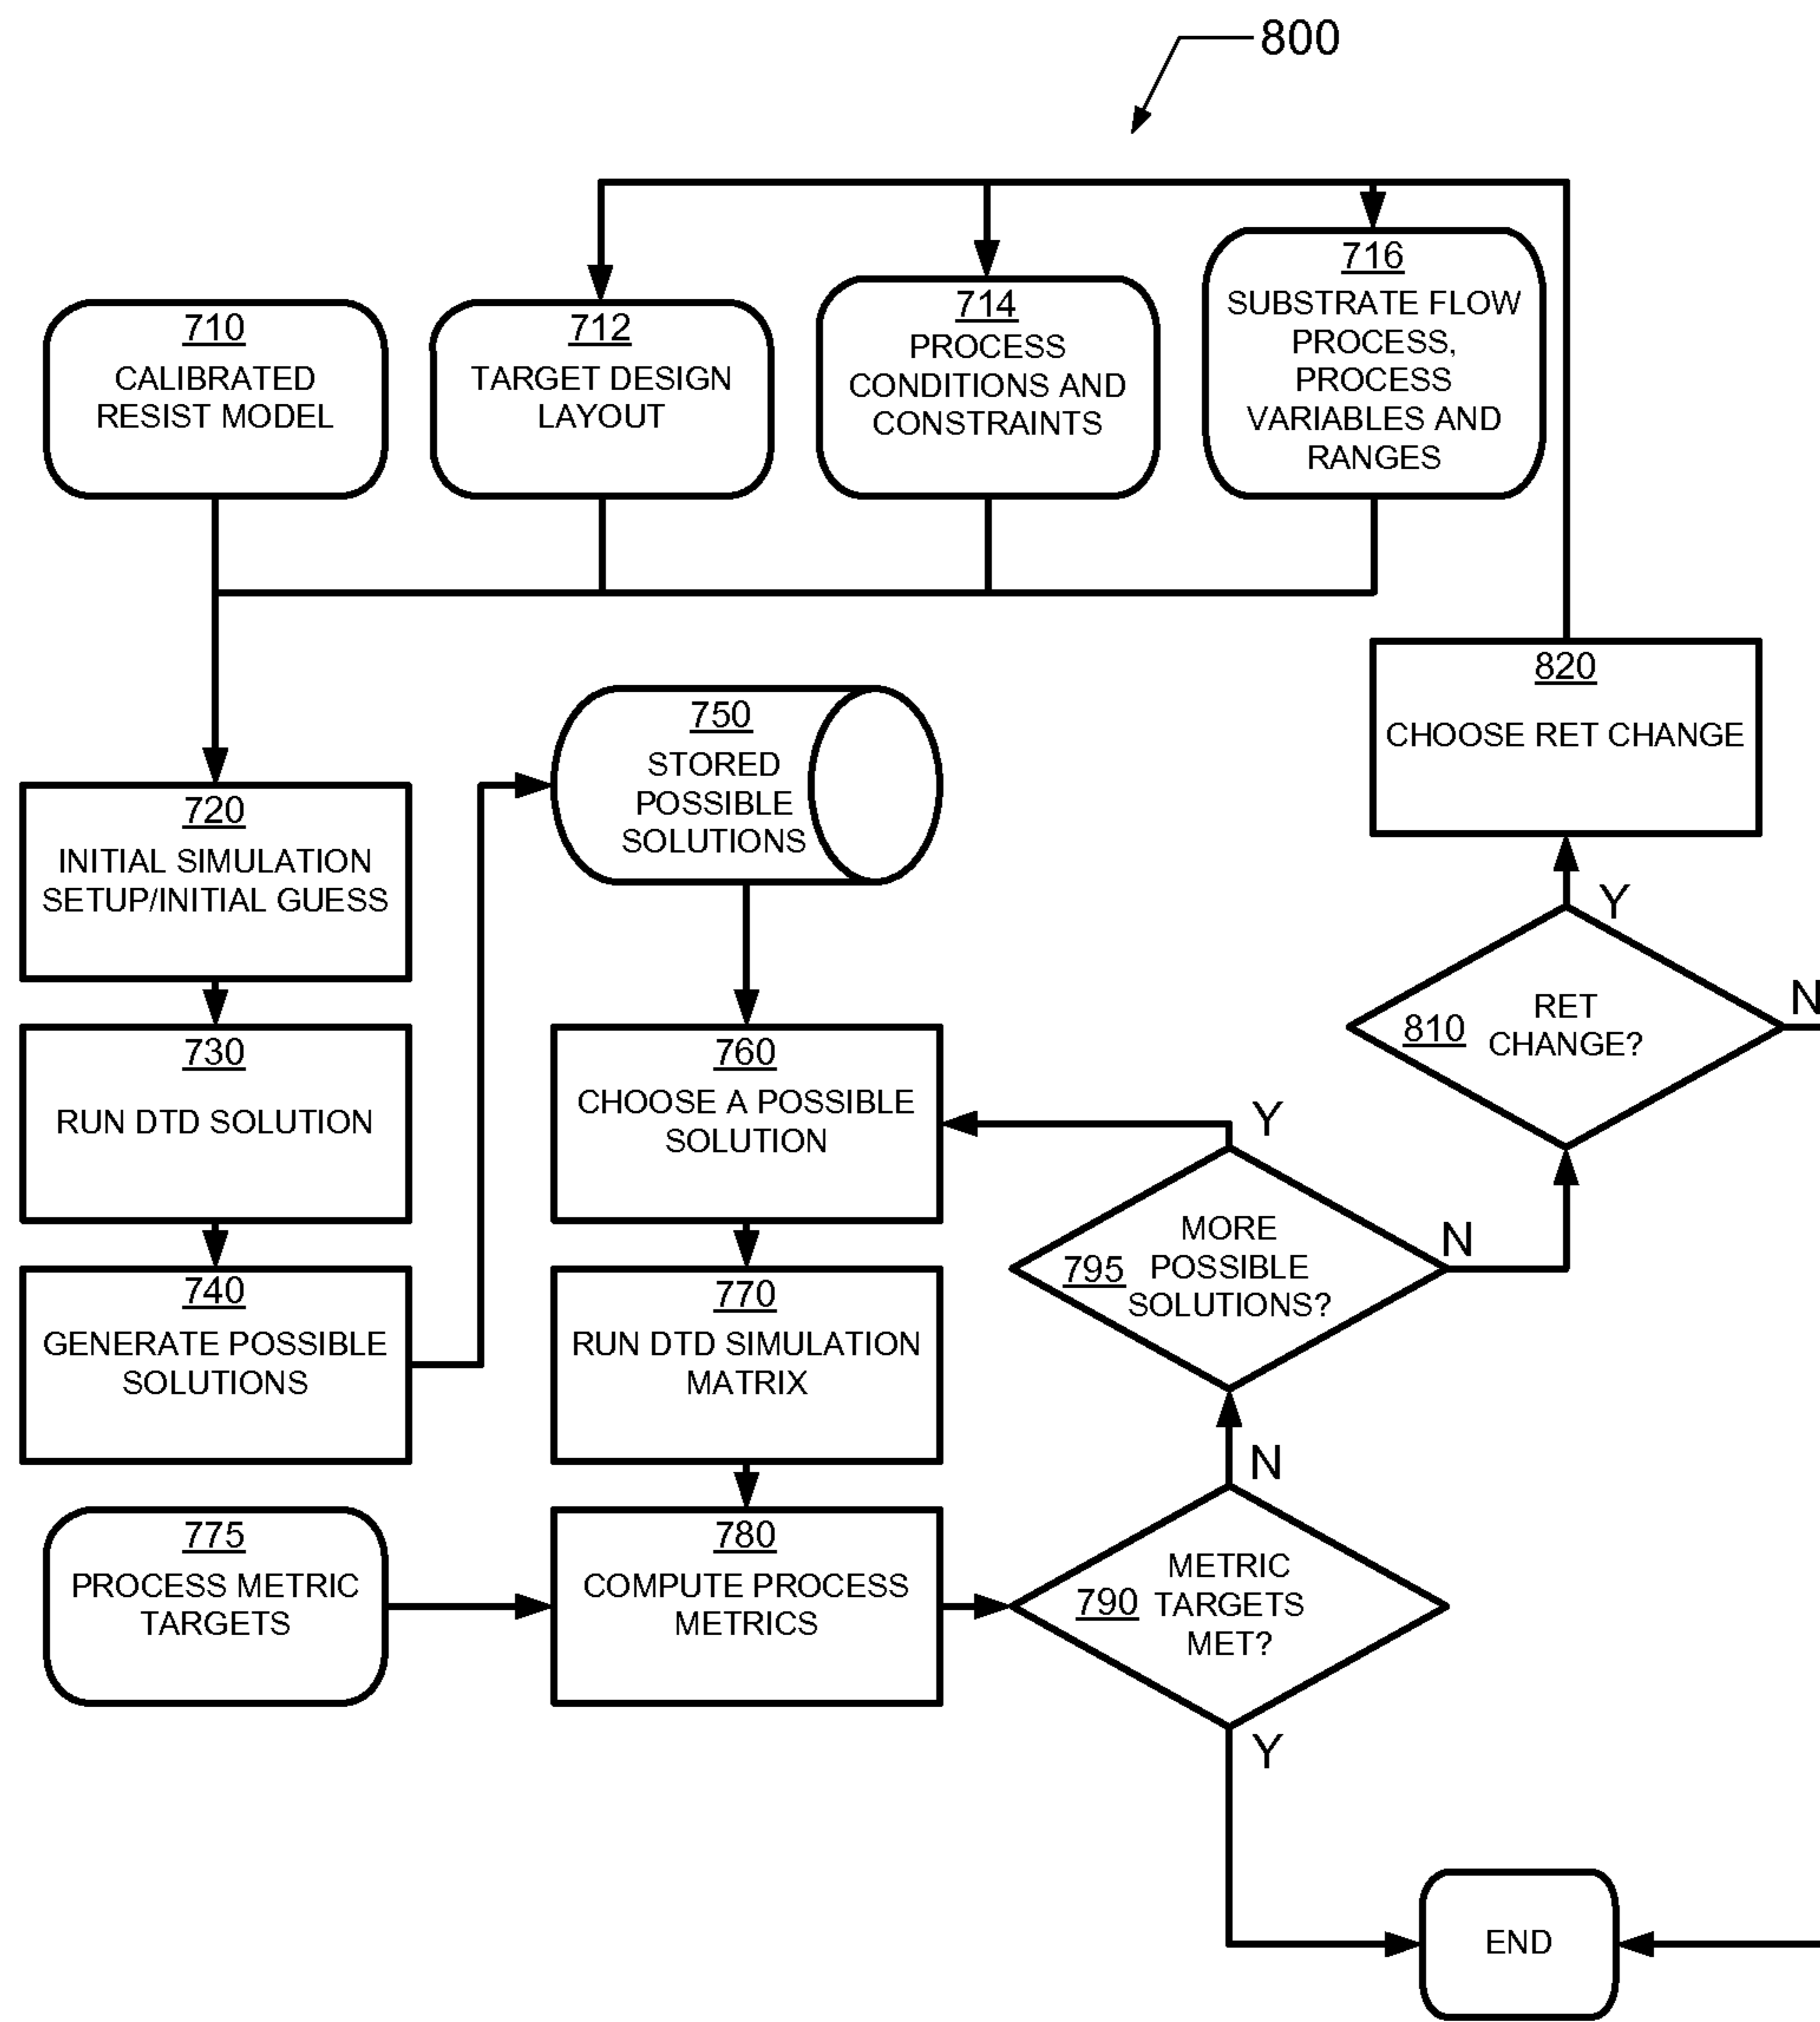 800
710
CALIBRATED
RESIST MODEL
712
TARGET DESIGN
LAYOUT
714
PROCESS
CONDITIONS AND
CONSTRAINTS
716
SUBSTRATE FLOW
PROCESS,
PROCESS
VARIABLES AND
RANGES
720
INITIAL SIMULATION
SETUP/INITIAL GUESS
730
RUN DTD SOLUTION
740
GENERATE POSSIBLE
SOLUTIONS
775
PROCESS METRIC
TARGETS
750
STORED
POSSIBLE
SOLUTIONS
760
CHOOSE A POSSIBLE
SOLUTION
770
RUN DTD SIMULATION
MATRIX
780
COMPUTE PROCESS
METRICS
790
METRIC
TARGETS
MET?
N
Y
795
MORE
POSSIBLE
SOLUTIONS?
Y
N
810
RET
CHANGE?
Y
N
820
CHOOSE RET CHANGE
END